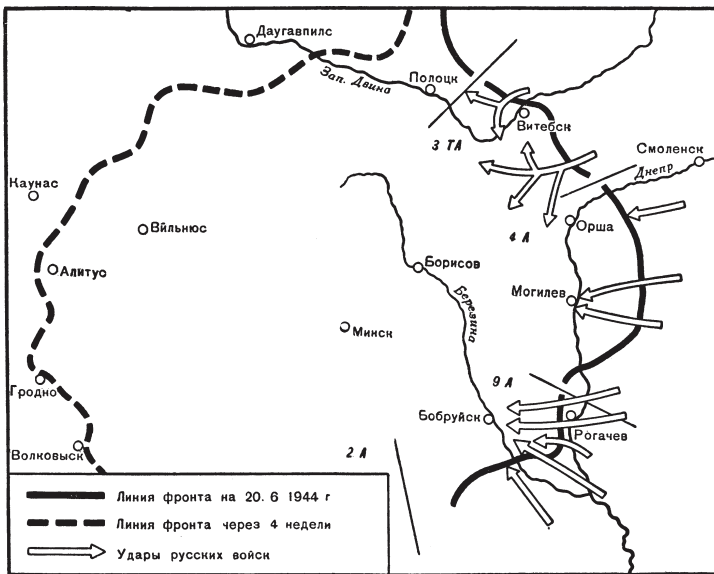 Даугавпилс
Зап. Двина
Полоцк
Витебск
3 ТА
Смоленск
Днепр
Каунас
Вильнюс
4 А
Орша
Алитус
Борисов
Могилев
Березина
Минск
Гродно
9 А
Бобруйск
Рогачев
Волковыск
2 А
Линия фронта на 20. 6 1944 г
Линия фронта через 4 недели
Удары русских войск